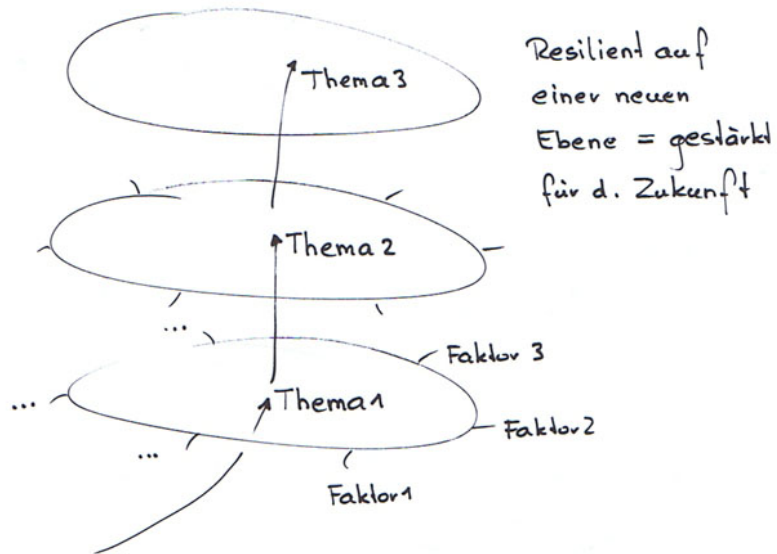 Thema 3
Resilient auf
einer neuen
Ebene = gestärkt
für d. Zukunft
Thema 2
...
Faktor 3
Thema 1
...
Faktor 2
...
Faktor 1